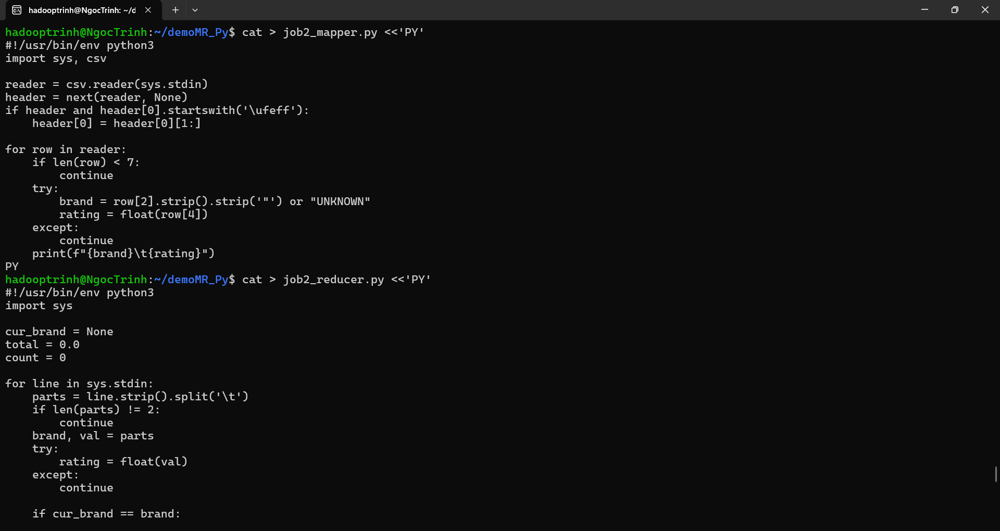 hadooptrinh@NgocTrinh: ~/d
hadooptrinh@NgocTrinh:~/demoMR_Py$ cat > job2_mapper.py <<'PY'
#!/usr/bin/env python3
import sys, csv

reader = csv.reader(sys.stdin)
header = next(reader, None)
if header and header[0].startswith('\ufeff'):
    header[0] = header[0][1:]

for row in reader:
    if len(row) < 7:
        continue
    try:
        brand = row[2].strip().strip('"') or "UNKNOWN"
        rating = float(row[4])
    except:
        continue
    print(f"{brand}\t{rating}")
PY
hadooptrinh@NgocTrinh:~/demoMR_Py$ cat > job2_reducer.py <<'PY'
#!/usr/bin/env python3
import sys

cur_brand = None
total = 0.0
count = 0

for line in sys.stdin:
    parts = line.strip().split('\t')
    if len(parts) != 2:
        continue
    brand, val = parts
    try:
        rating = float(val)
    except:
        continue

    if cur_brand == brand: